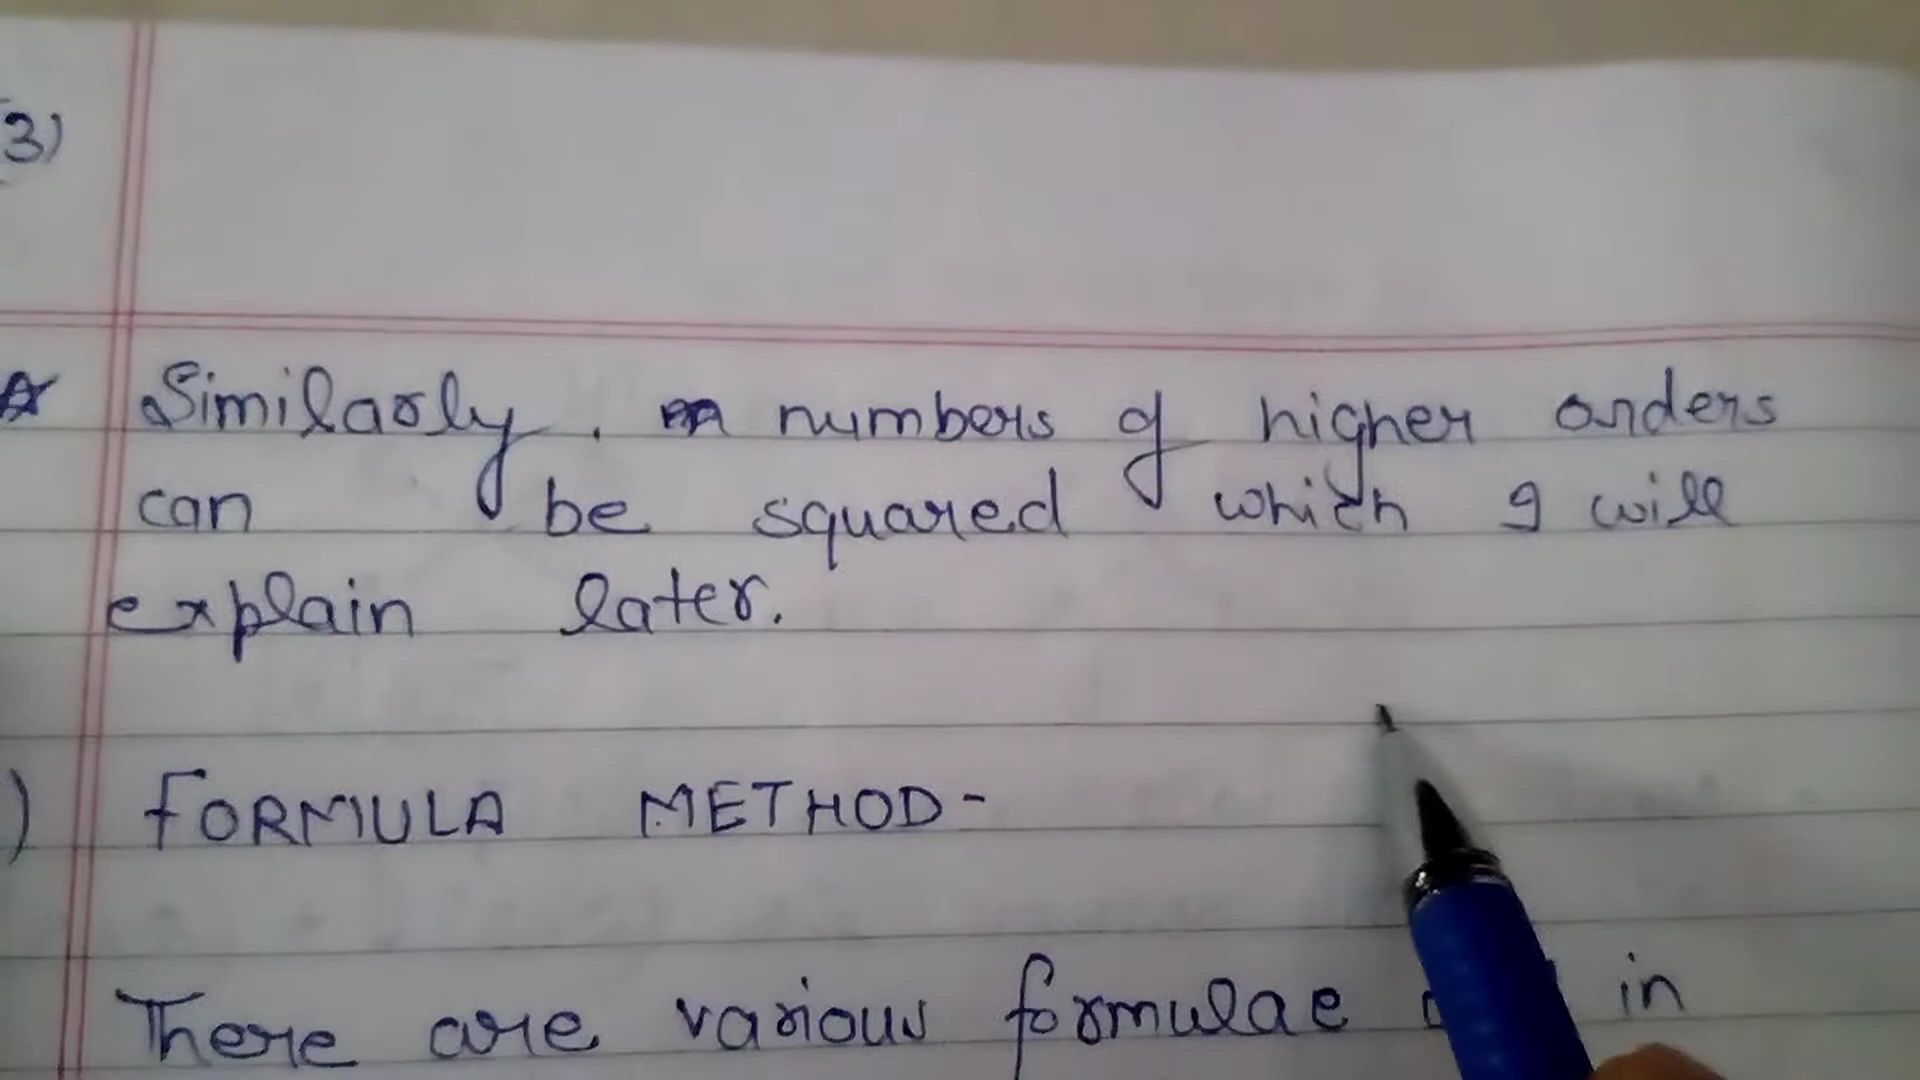 3)
Similarly, numbers of higher orders
can be squared which I will
explain later.
) FORMULA METHOD-
There are various formulae in